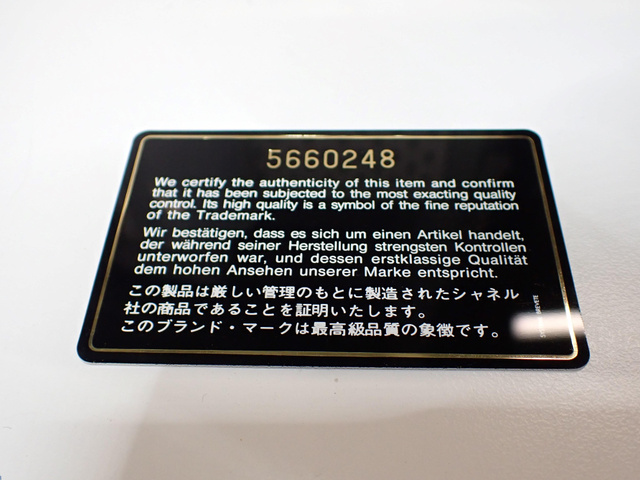 5660248
We certify the authenticity of this item and confirm
that it has been subjected to the most exacting quality
control. Its high quality is a symbol of the fine reputation
of the Trademark.
Wir bestätigen, dass es sich um einen Artikel handelt,
der während seiner Herstellung strengsten Kontrollen
unterworfen war, und dessen erstklassige Qualität
dem hohen Ansehen unserer Marke entspricht.
この製品は厳しい管理のもとに製造されたシャネル
社の商品であることを証明いたします。
このブランド・マークは最高級品質の象徴です。